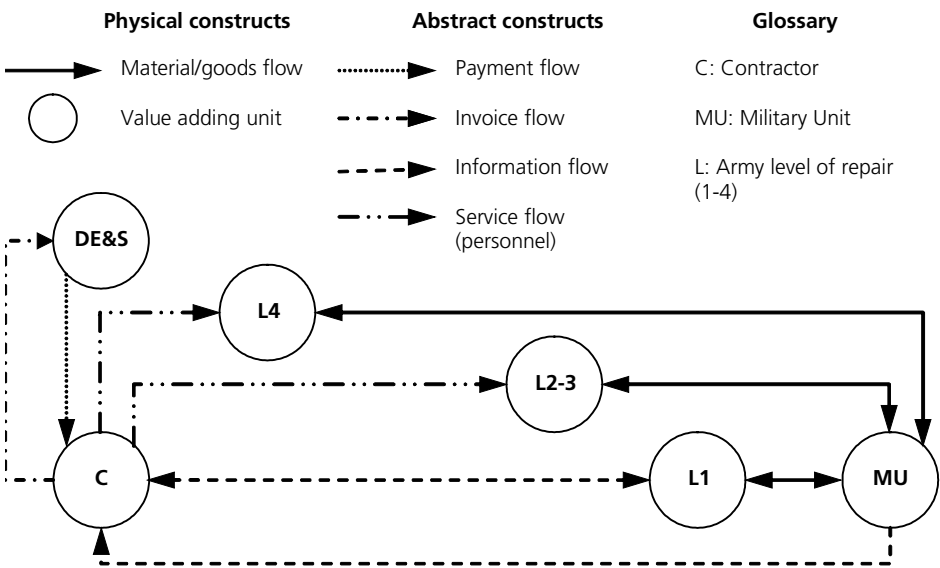 Physical constructs
Abstract constructs
Glossary
Material/goods flow
Payment flow
C: Contractor
Value adding unit
Invoice flow
MU: Military Unit
Information flow
L: Army level of repair
(1-4)
Service flow
(personnel)
DE&S
L4
L2-3
C
L1
MU